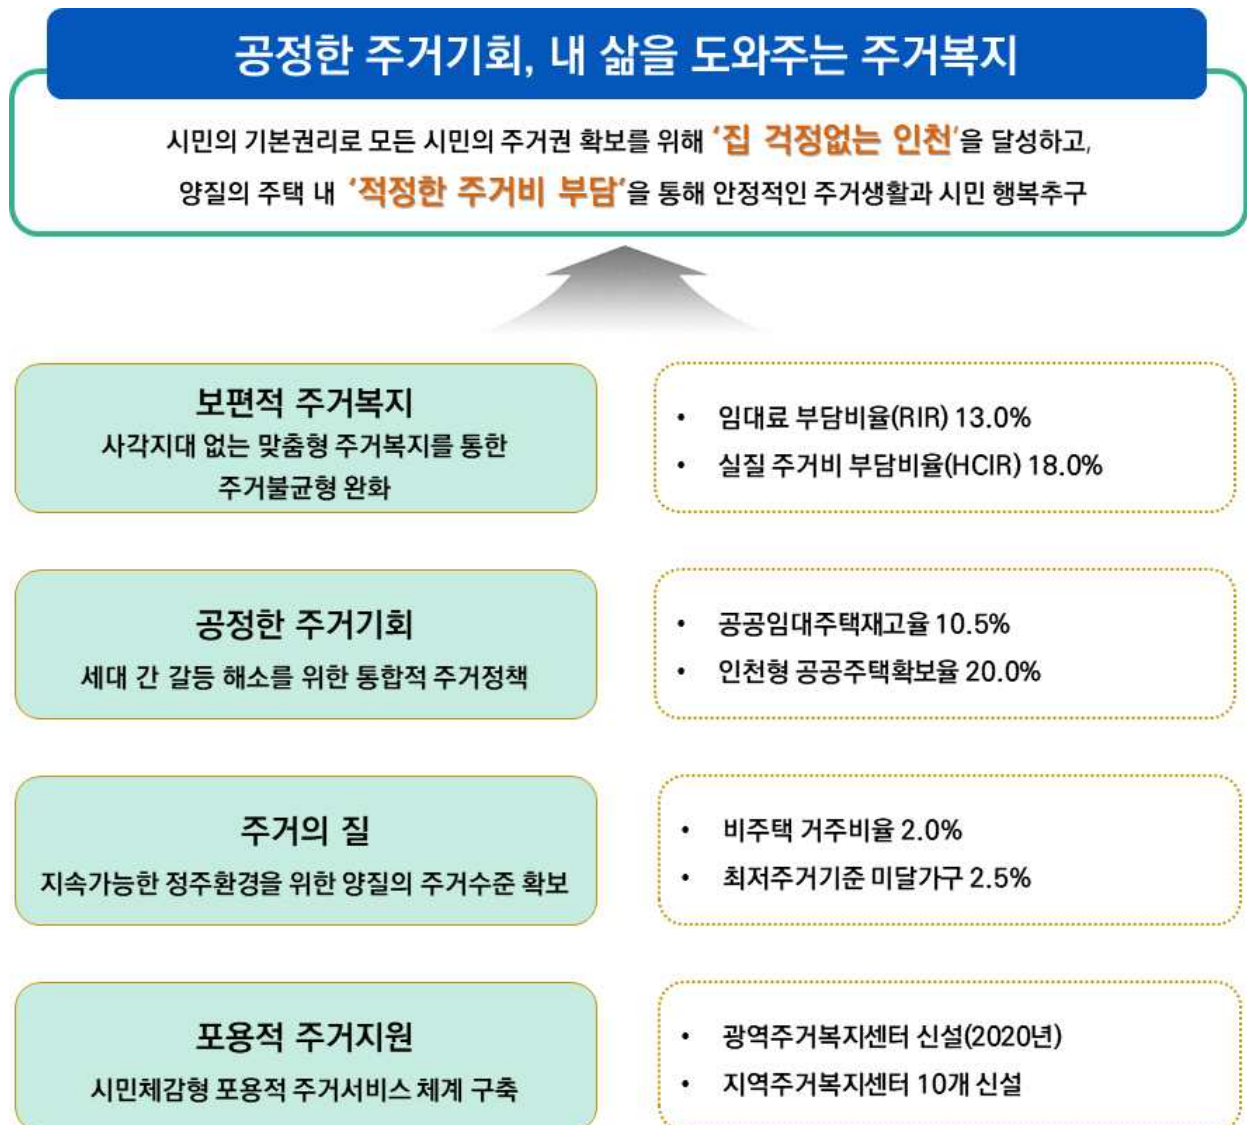 공정한 주거기회, 내 삶을 도와주는 주거복지
시민의 기본권리로 모든 시민의 주거권 확보를 위해 ‘집 걱정없는 인천’을 달성하고,
양질의 주택 내 ‘적정한 주거비 부담’을 통해 안정적인 주거생활과 시민 행복추구
보편적 주거복지
사각지대 없는 맞춤형 주거복지를 통한
주거불균형 완화
• 임대료 부담비율(RIR) 13.0%
• 실질 주거비 부담비율(HCIR) 18.0%
공정한 주거기회
세대 간 갈등 해소를 위한 통합적 주거정책
• 공공임대주택재고율 10.5%
• 인천형 공공주택확보율 20.0%
주거의 질
지속가능한 정주환경을 위한 양질의 주거수준 확보
• 비주택 거주비율 2.0%
• 최저주거기준 미달가구 2.5%
포용적 주거지원
시민체감형 포용적 주거서비스 체계 구축
• 광역주거복지센터 신설(2020년)
• 지역주거복지센터 10개 신설